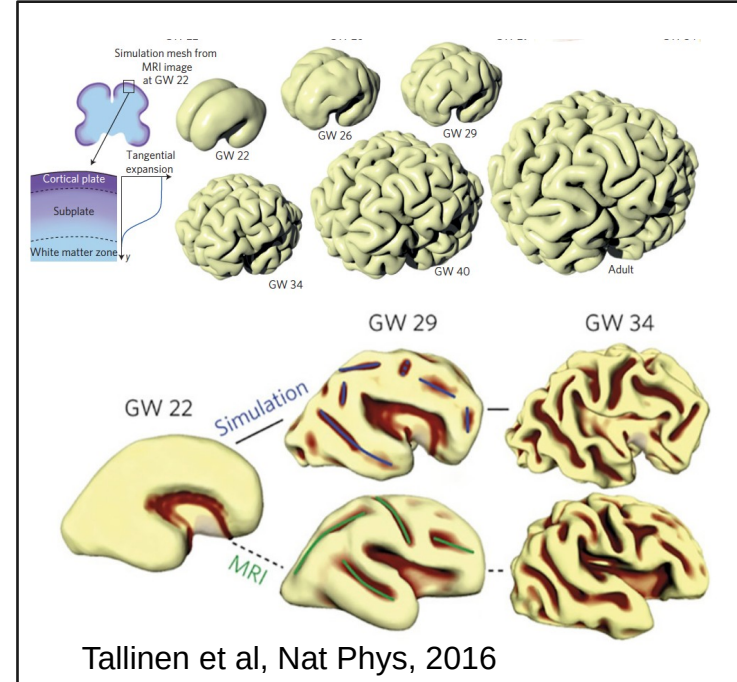 Simulation mesh from
MRI image
at GW 22
GW 22
GW 26
GW 29
Tangential
expansion
Cortical plate
Subplate
White matter zone
y
GW 34
GW 40
Adult
GW 29
GW 34
GW 22
Simulation
MRI
Tallinen et al, Nat Phys, 2016